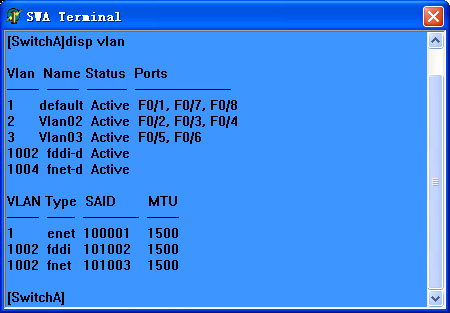 SWA Terminal
[SwitchA]disp vlan
Vlan Name Status Ports
1 default Active F0/1, F0/7, F0/8
2 Vlan02 Active F0/2, F0/3, F0/4
3 Vlan03 Active F0/5, F0/6
1002 fddi-d Active
1004 fnet-d Active
VLAN Type SAID MTU
1 enet 100001 1500
1002 fddi 101002 1500
1002 fnet 101003 1500
[SwitchA]